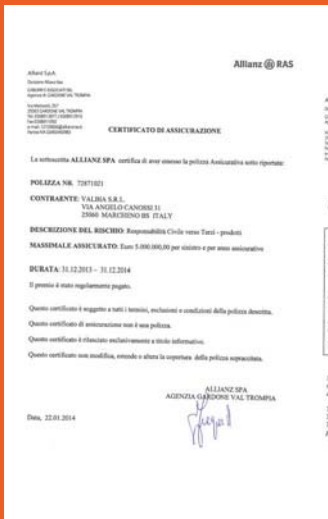 Allianz RAS
Allianz S.p.A.
Divisione Allianz Ras
CERTIFICATO DI ASSICURAZIONE
La sottoscritta ALLIANZ SPA certifica di aver emesso la polizza Assicurativa sotto riportata:
POLIZZA NR. 72871021
CONTRAENTE: VALBIA S.R.L.
VIA ANGELO CANOSSI 31
25060 MARCHENO BS ITALY
DESCRIZIONE DEL RISCHIO: Responsabilità Civile verso Terzi - prodotti
MASSIMALE ASSICURATO: Euro 5.000.000,00 per sinistro e per anno assicurativo
DURATA: 31.12.2013 – 31.12.2014
Il premio è stato regolarmente pagato.
Questo certificato è soggetto a tutti i termini, esclusioni e condizioni della polizza descritta.
Questo certificato di assicurazione non è una polizza.
Questo certificato è rilasciato esclusivamente a titolo informativo.
Questo certificato non modifica, estende o altera la copertura della polizza sopraccitata.
ALLIANZ SPA
AGENZIA GARDONE VAL TROMPIA
Data, 22.01.2014